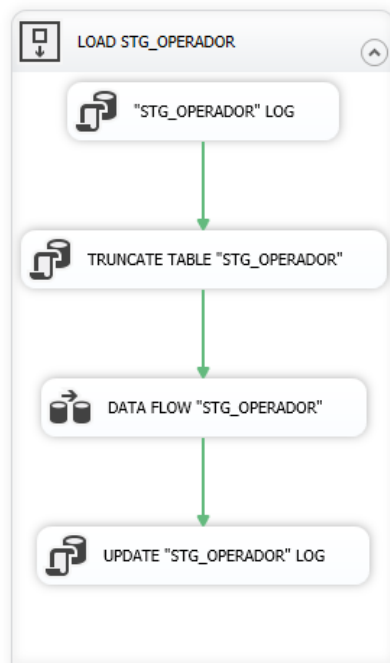 LOAD STG_OPERADOR
"STG_OPERADOR" LOG
TRUNCATE TABLE "STG_OPERADOR"
DATA FLOW "STG_OPERADOR"
UPDATE "STG_OPERADOR" LOG